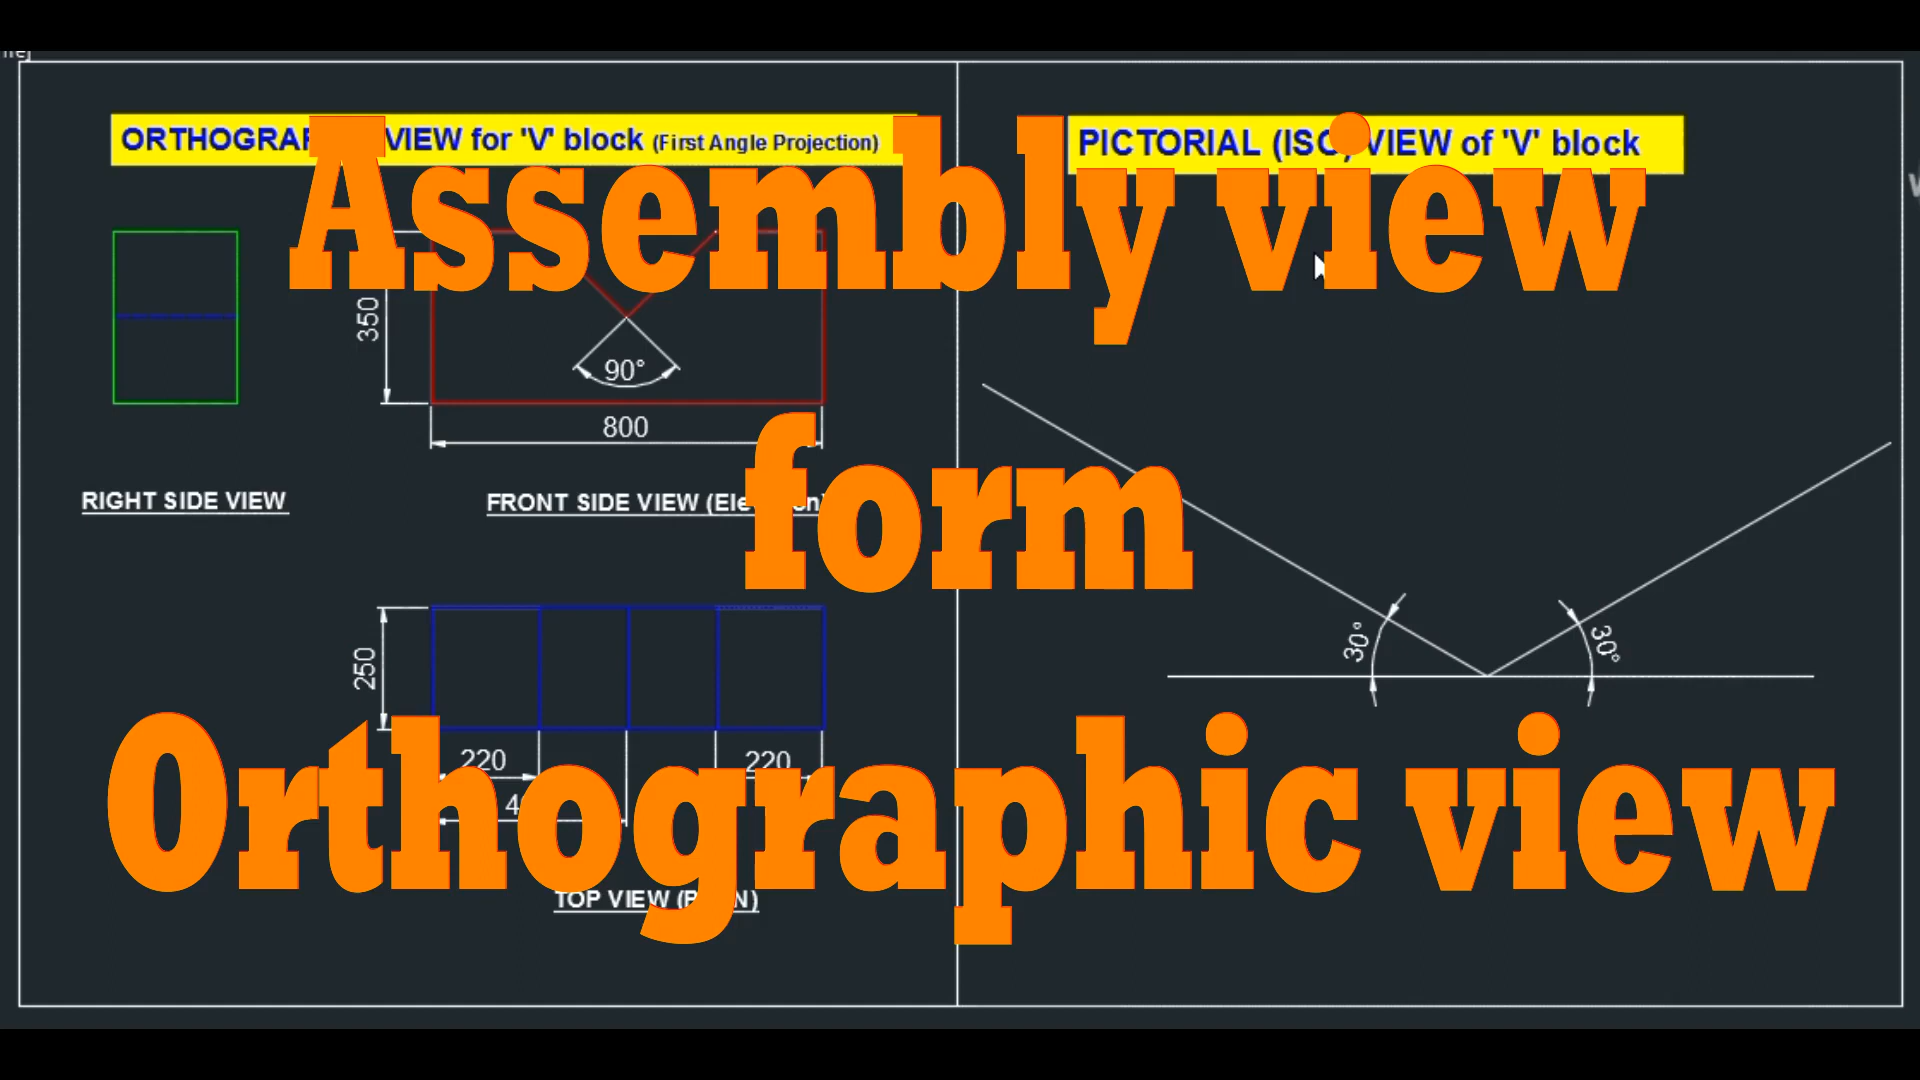 ORTHOGRAP VIEW for 'V' block (First Angle Projection)
PICTORIAL (ISO) VIEW of 'V' block
Assembly view
350
90°
800
form
RIGHT SIDE VIEW
FRONT SIDE VIEW
250
30°
30°
Orthographic view
220
220
TOP VIEW